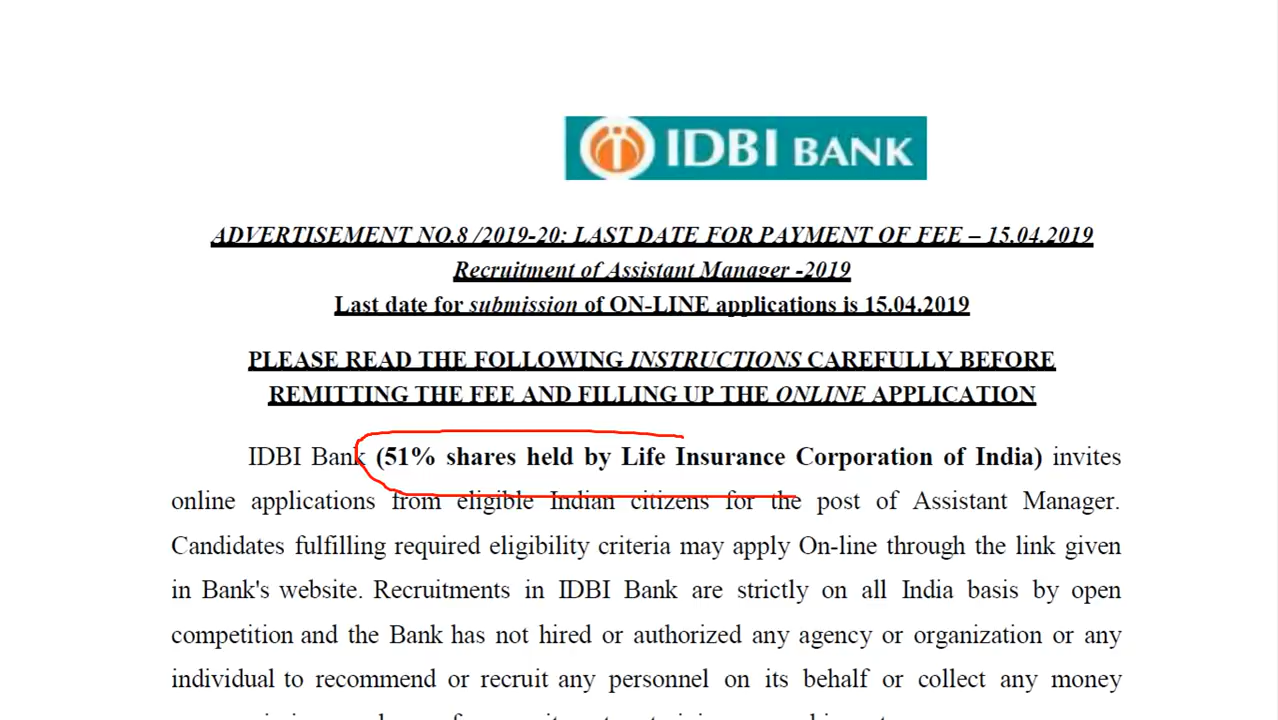 IDBI BANK
ADVERTISEMENT NO.8 /2019-20: LAST DATE FOR PAYMENT OF FEE – 15.04.2019
Recruitment of Assistant Manager -2019
Last date for submission of ON-LINE applications is 15.04.2019
PLEASE READ THE FOLLOWING INSTRUCTIONS CAREFULLY BEFORE
REMITTING THE FEE AND FILLING UP THE ONLINE APPLICATION
IDBI Bank (51% shares held by Life Insurance Corporation of India) invites
online applications from eligible Indian citizens for the post of Assistant Manager.
Candidates fulfilling required eligibility criteria may apply On-line through the link given
in Bank's website. Recruitments in IDBI Bank are strictly on all India basis by open
competition and the Bank has not hired or authorized any agency or organization or any
individual to recommend or recruit any personnel on its behalf or collect any money